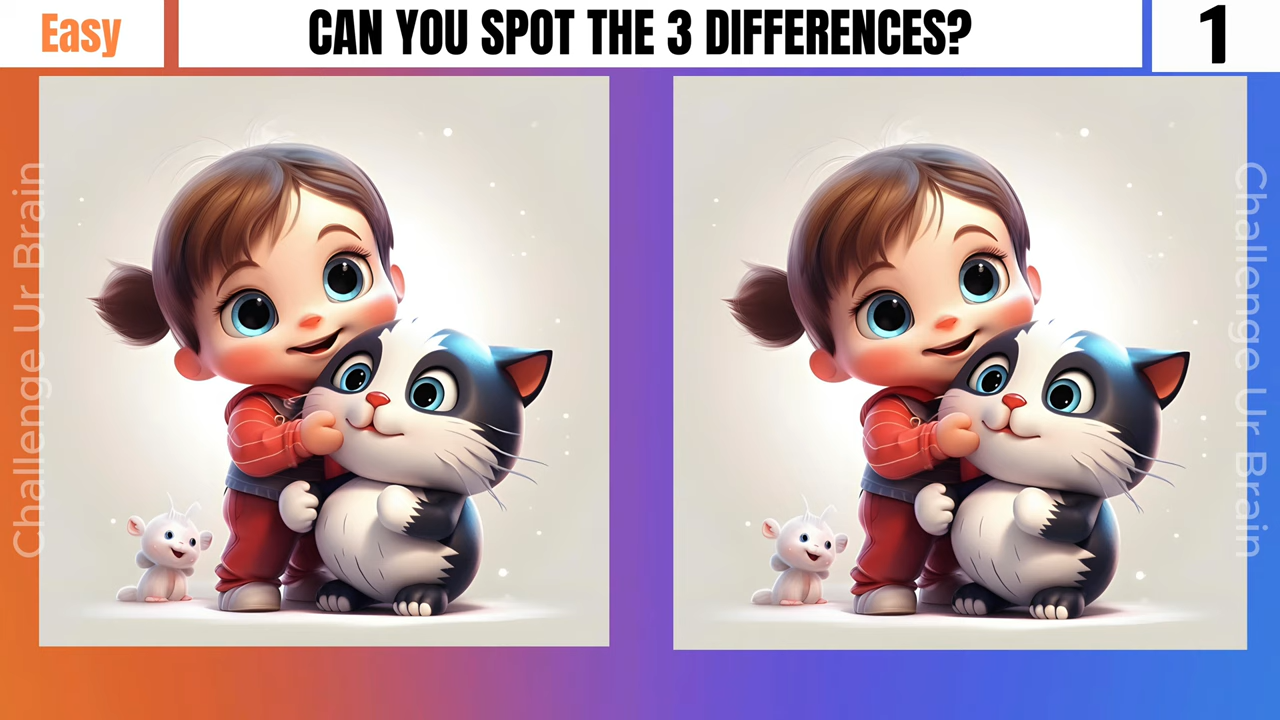 Easy
CAN YOU SPOT THE 3 DIFFERENCES?
1
Challenge Ur Brain
Challenge Ur Brain